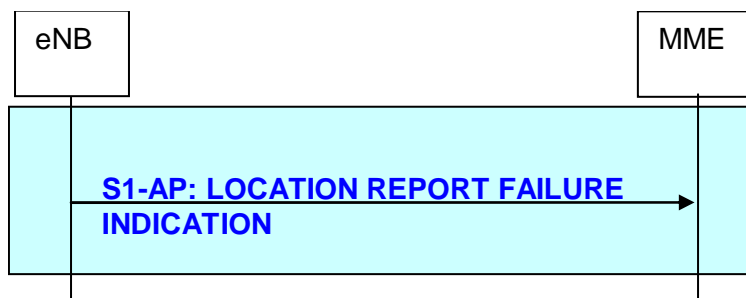 eNB
MME
S1-AP: LOCATION REPORT FAILURE
INDICATION